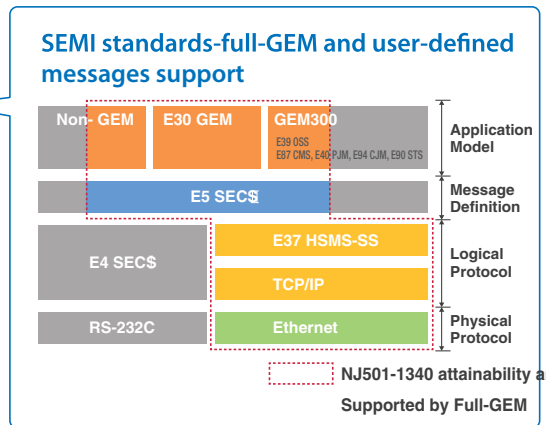 SEMI standards-full-GEM and user-defined
messages support
Non- GEM
E30 GEM
GEM300
E39 OSS
E87 CMS, E40 PJM, E94 CJM, E90 STS
Application
Model
E5
Message
Definition
E37 HSMS-SS
E4
Logical
Protocol
TCP/IP
RS-232C
Ethernet
Physical
Protocol
NJ501-1340 attainability a
Supported by Full-GEM